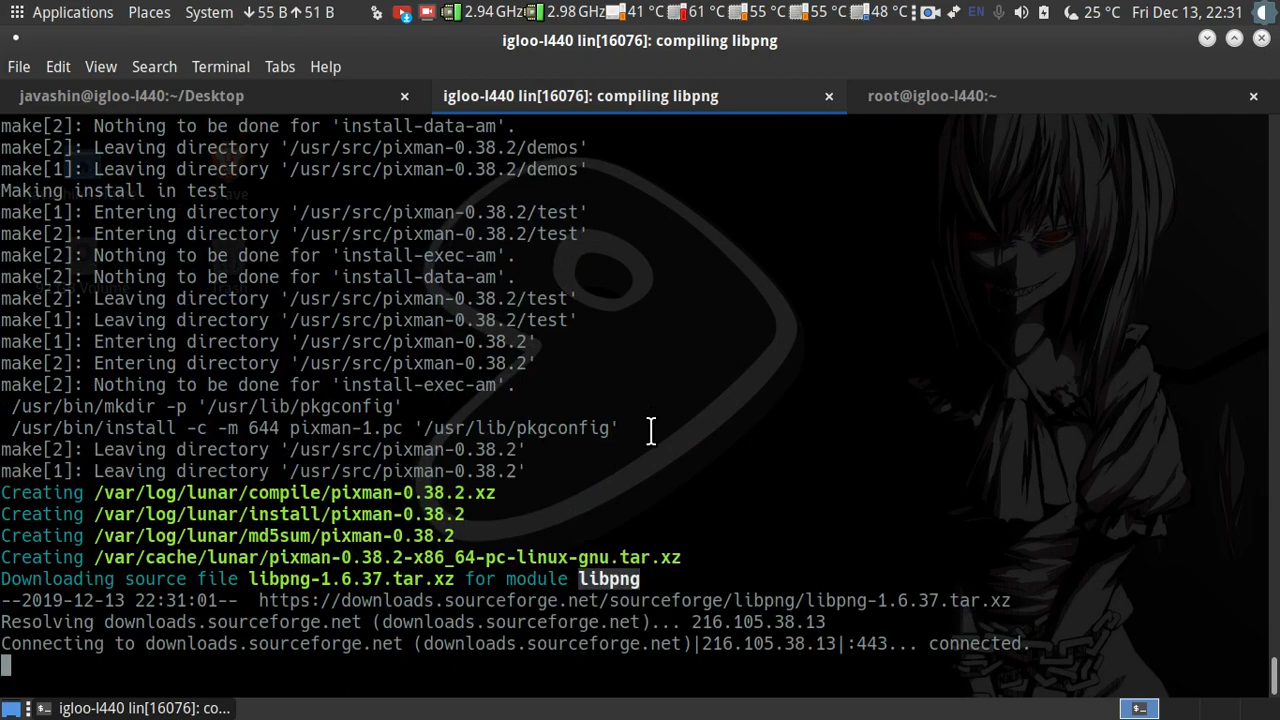 Applications Places System 55 B 51 B 2.94 GHz 2.98 GHz 41 °C 61 °C 55 °C 55 °C 48 °C EN 25 °C Fri Dec 13, 22:31
igloo-l440 lin[16076]: compiling libpng
File Edit View Search Terminal Tabs Help
javashin@igloo-l440:~/Desktop igloo-l440 lin[16076]: compiling libpng root@igloo-l440:~
make[2]: Nothing to be done for 'install-data-am'.
make[2]: Leaving directory '/usr/src/pixman-0.38.2/demos'
make[1]: Leaving directory '/usr/src/pixman-0.38.2/demos'
Making install in test
make[1]: Entering directory '/usr/src/pixman-0.38.2/test'
make[2]: Entering directory '/usr/src/pixman-0.38.2/test'
make[2]: Nothing to be done for 'install-exec-am'.
make[2]: Nothing to be done for 'install-data-am'.
make[2]: Leaving directory '/usr/src/pixman-0.38.2/test'
make[1]: Leaving directory '/usr/src/pixman-0.38.2/test'
make[1]: Entering directory '/usr/src/pixman-0.38.2'
make[2]: Entering directory '/usr/src/pixman-0.38.2'
make[2]: Nothing to be done for 'install-exec-am'.
/usr/bin/mkdir -p '/usr/lib/pkgconfig'
/usr/bin/install -c -m 644 pixman-1.pc '/usr/lib/pkgconfig'
make[2]: Leaving directory '/usr/src/pixman-0.38.2'
make[1]: Leaving directory '/usr/src/pixman-0.38.2'
Creating /var/log/lunar/compile/pixman-0.38.2.xz
Creating /var/log/lunar/install/pixman-0.38.2
Creating /var/log/lunar/md5sum/pixman-0.38.2
Creating /var/cache/lunar/pixman-0.38.2-x86_64-pc-linux-gnu.tar.xz
Downloading source file libpng-1.6.37.tar.xz for module libpng
--2019-12-13 22:31:01-- https://downloads.sourceforge.net/sourceforge/libpng/libpng-1.6.37.tar.xz
Resolving downloads.sourceforge.net (downloads.sourceforge.net)... 216.105.38.13
Connecting to downloads.sourceforge.net (downloads.sourceforge.net)|216.105.38.13|:443... connected.
igloo-l440 lin[16076]: co...